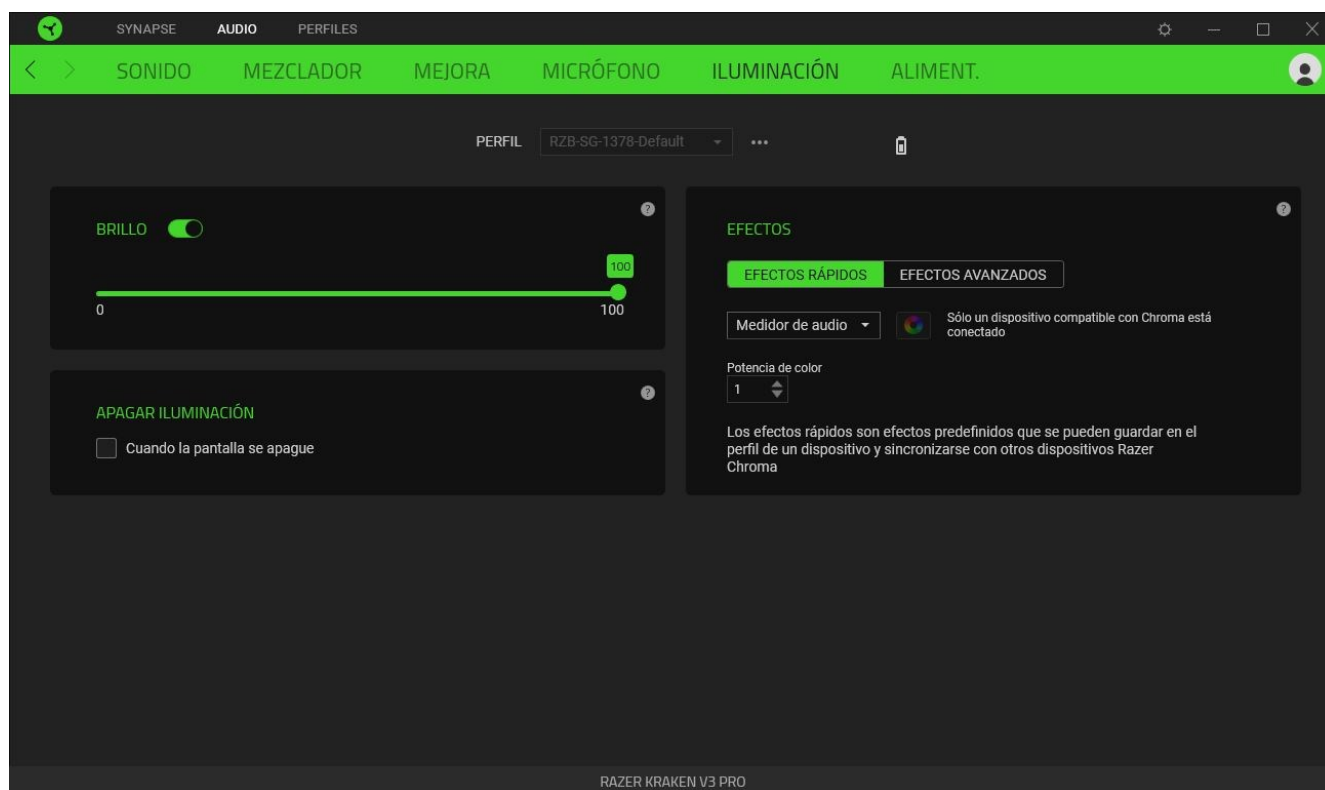 SYNAPSE AUDIO PERFILES
SONIDO MEZCLADOR MEJORA MICRÓFONO ILUMINACIÓN ALIMENT.
PERFIL RZB-SG-1378-Default
BRILLO
100
0 100
APAGAR ILUMINACIÓN
Cuando la pantalla se apague
EFECTOS
EFECTOS RÁPIDOS EFECTOS AVANZADOS
Medidor de audio
Sólo un dispositivo compatible con Chroma está
conectado
Potencia de color
1
Los efectos rápidos son efectos predefinidos que se pueden guardar en el
perfil de un dispositivo y sincronizarse con otros dispositivos Razer
Chroma
RAZER KRAKEN V3 PRO